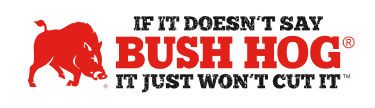 IF IT DOESN'T SAY
BUSH HOG®
IT JUST WON'T CUT IT™